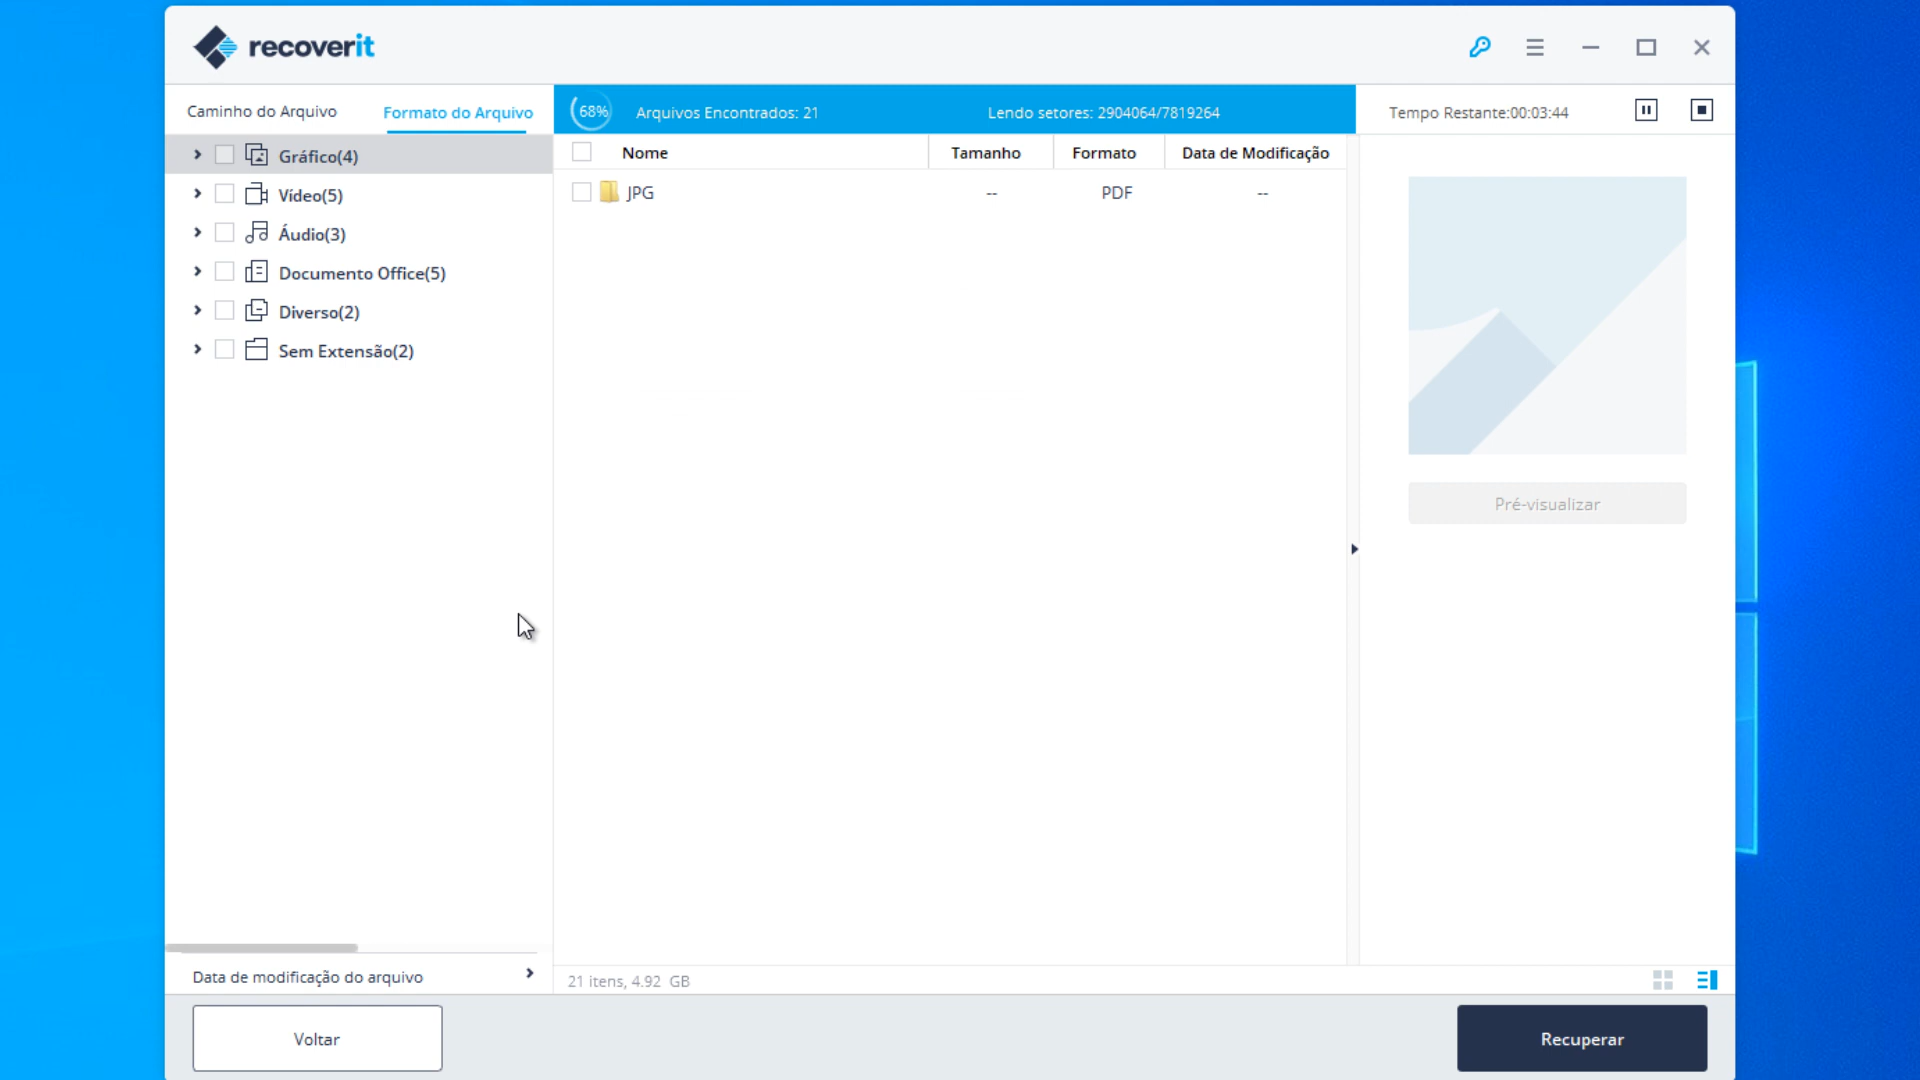 recoverit
Caminho do Arquivo
Formato do Arquivo
68%
Arquivos Encontrados: 21
Lendo setores: 2904064/7819264
Tempo Restante:00:03:44
Nome
Tamanho
Formato
Data de Modificação
JPG
--
PDF
--
Gráfico(4)
Vídeo(5)
Áudio(3)
Documento Office(5)
Diverso(2)
Sem Extensão(2)
Pré-visualizar
Data de modificação do arquivo
21 itens, 4.92 GB
Voltar
Recuperar